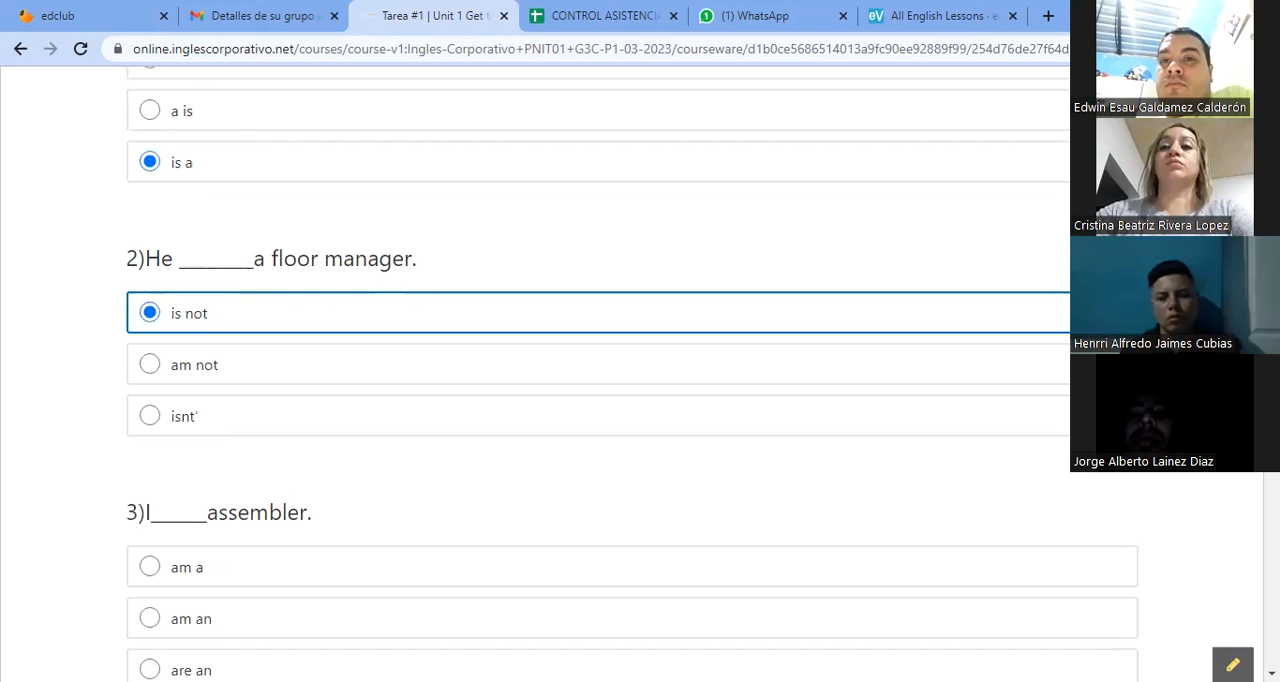 edclub
Detalles de su grupo
Tarea #1 | Unit 1 Get
CONTROL ASISTENCI
(1) WhatsApp
eV All English Lessons - e
online.inglescorporativo.net/courses/course-v1:Ingles-Corporativo+PNIT01+G3C-P1-03-2023/courseware/d1b0ce5686514013a9fc90ee92889f99/254d76de27f64d
a is
is a
2)He ________a floor manager.
is not
am not
isnt´
3)I______assembler.
am a
am an
are an
Edwin Esau Galdamez Calderón
Cristina Beatriz Rivera Lopez
Henrri Alfredo Jaimes Cubias
Jorge Alberto Lainez Diaz